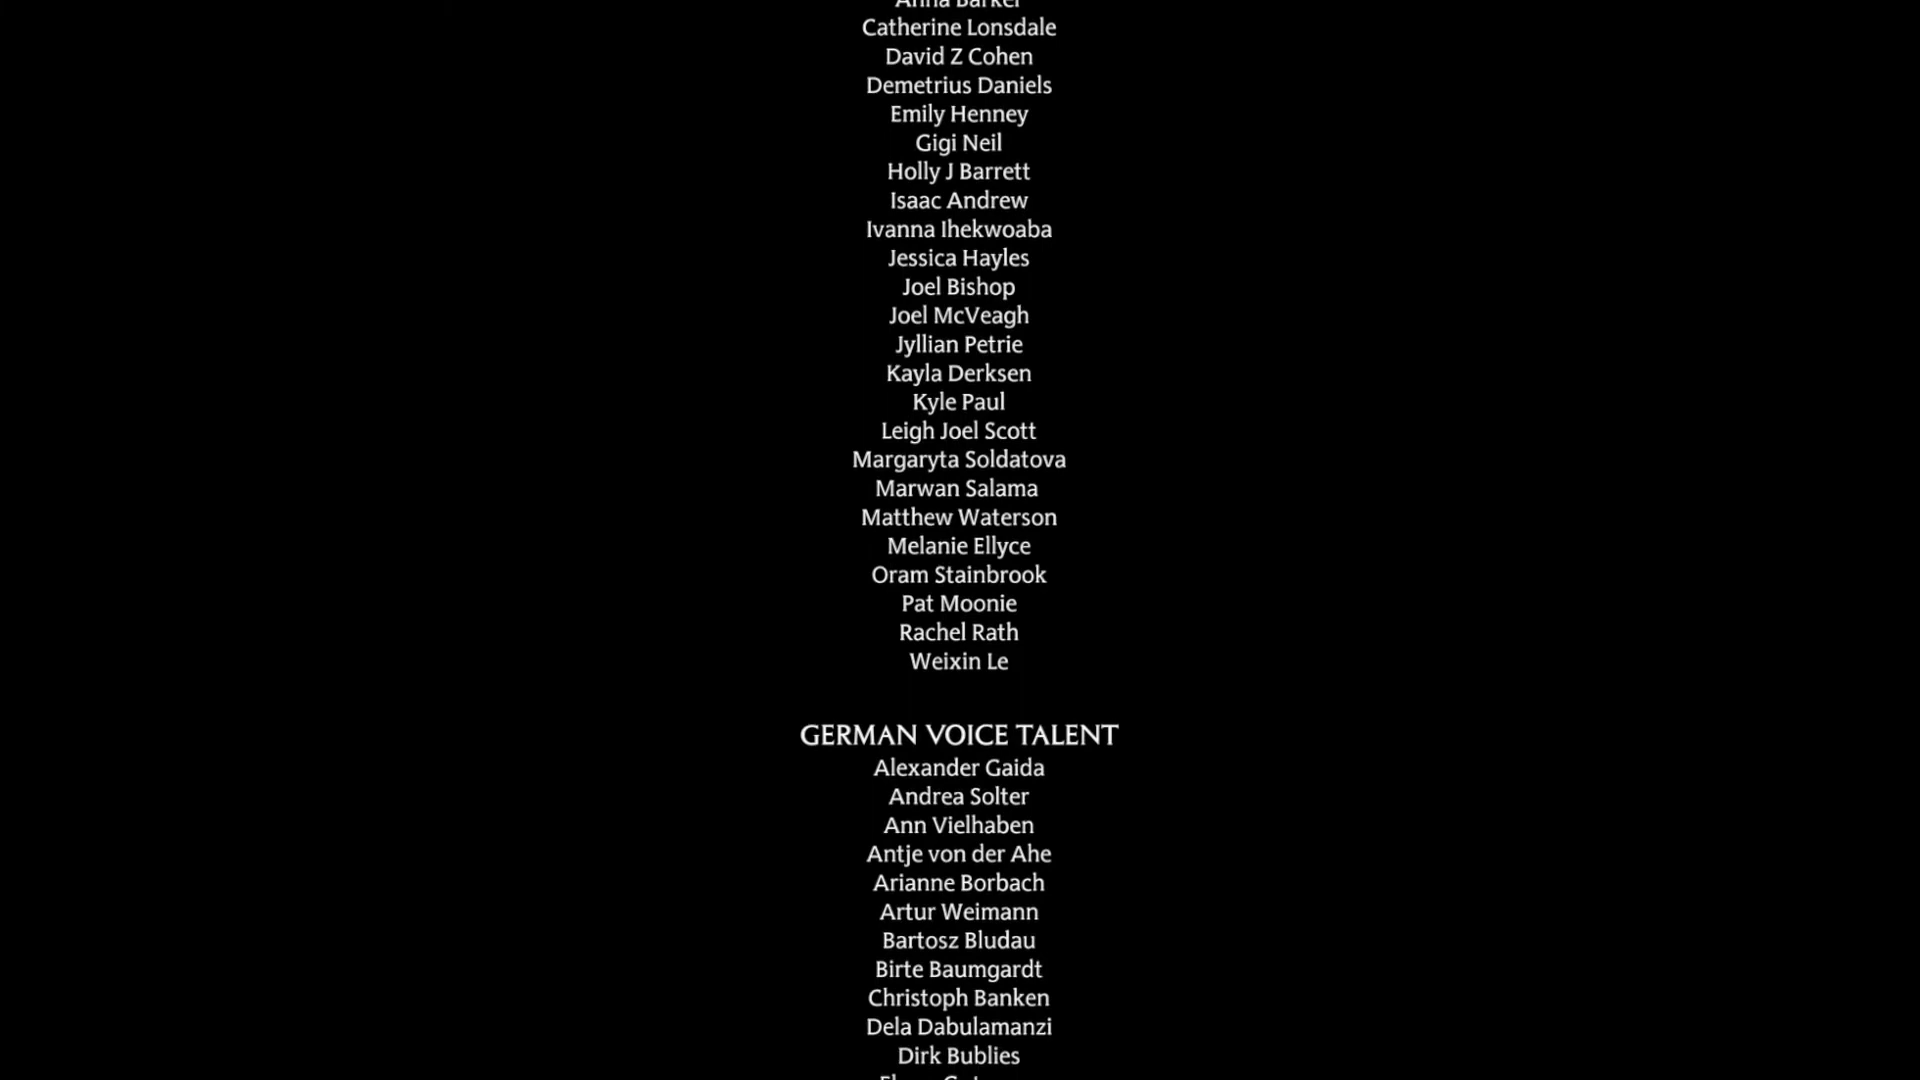 Anna Barker
Catherine Lonsdale
David Z Cohen
Demetrius Daniels
Emily Henney
Gigi Neil
Holly J Barrett
Isaac Andrew
Ivanna Ihekwoaba
Jessica Hayles
Joel Bishop
Joel McVeagh
Jyllian Petrie
Kayla Derksen
Kyle Paul
Leigh Joel Scott
Margaryta Soldatova
Marwan Salama
Matthew Waterson
Melanie Ellyce
Oram Stainbrook
Pat Moonie
Rachel Rath
Weixin Le
GERMAN VOICE TALENT
Alexander Gaida
Andrea Solter
Ann Vielhaben
Antje von der Ahe
Arianne Borbach
Artur Weimann
Bartosz Bludau
Birte Baumgardt
Christoph Banken
Dela Dabulamanzi
Dirk Bublies